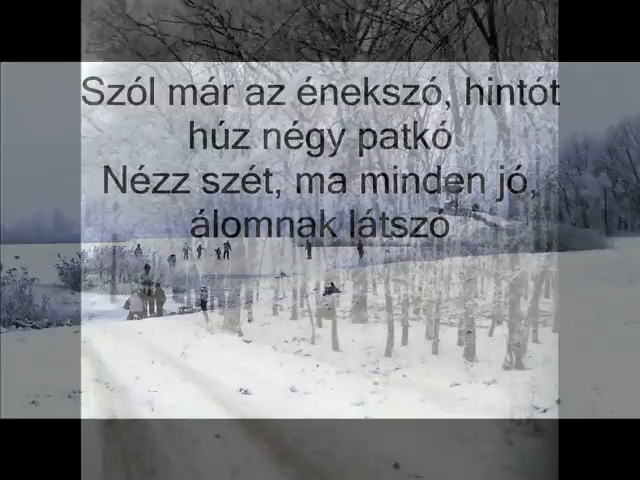 Szól már az énekszó, hintót
húz négy patkó
Nézz szét, ma minden jó,
álomnak látszó